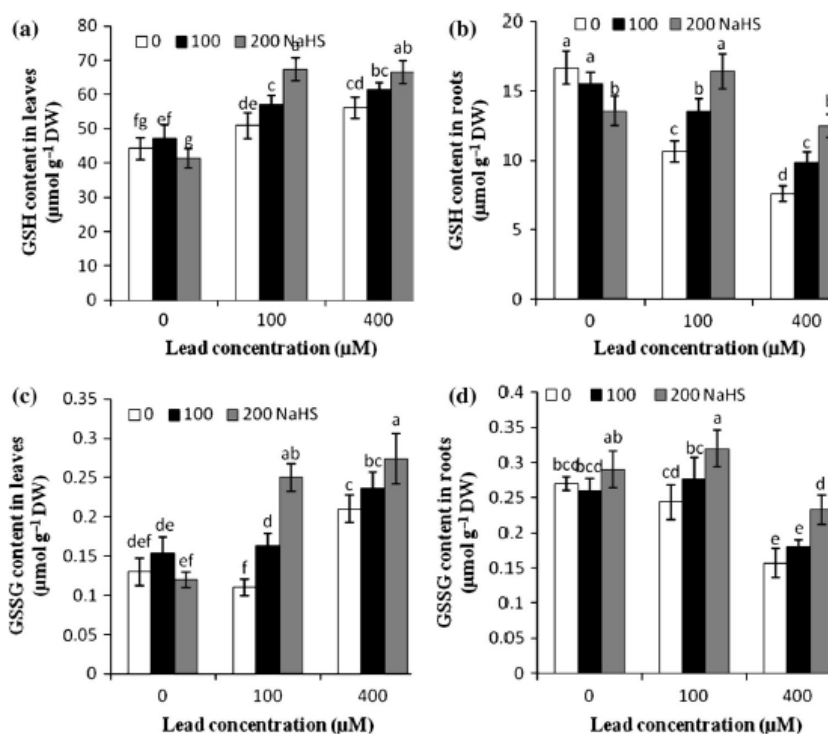 (a)
0 100 200 NaHS
GSH content in leaves
(µmol g⁻¹ DW)
80
70
60
50
40
30
20
10
0
fg ef g
de c
cd bc ab
0 100 400
Lead concentration (µM)
(b)
0 100 200 NaHS
GSH content in roots
(µmol g⁻¹ DW)
20
15
10
5
0
a a b
c b a
d c b
0 100 400
Lead concentration (µM)
(c)
0 100 200 NaHS
GSSG content in leaves
(µmol g⁻¹ DW)
0.35
0.3
0.25
0.2
0.15
0.1
0.05
0
def de ef
f d ab
c bc a
0 100 400
Lead concentration (µM)
(d)
0 100 200 NaHS
GSSG content in roots
(µmol g⁻¹ DW)
0.4
0.35
0.3
0.25
0.2
0.15
0.1
0.05
0
bcd bcd ab
cd bc a
e e d
0 100 400
Lead concentration (µM)